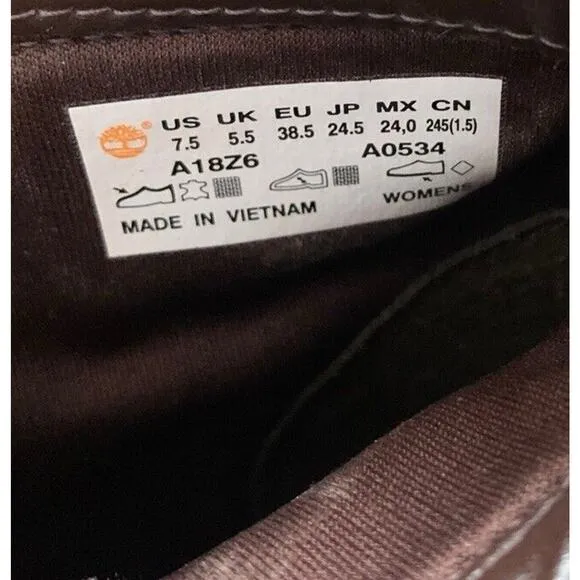 US UK EU JP MX CN
7.5 5.5 38.5 24.5 24,0 245(1.5)
A18Z6 A0534
MADE IN VIETNAM WOMENS